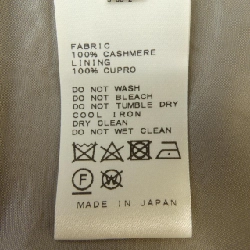 FABRIC
100% CASHMERE
LINING
100% CUPRO
DO NOT WASH
DO NOT BLEACH
DO NOT TUMBLE DRY
COOL IRON
DRY CLEAN
DO NOT WET CLEAN
F W
MADE IN JAPAN